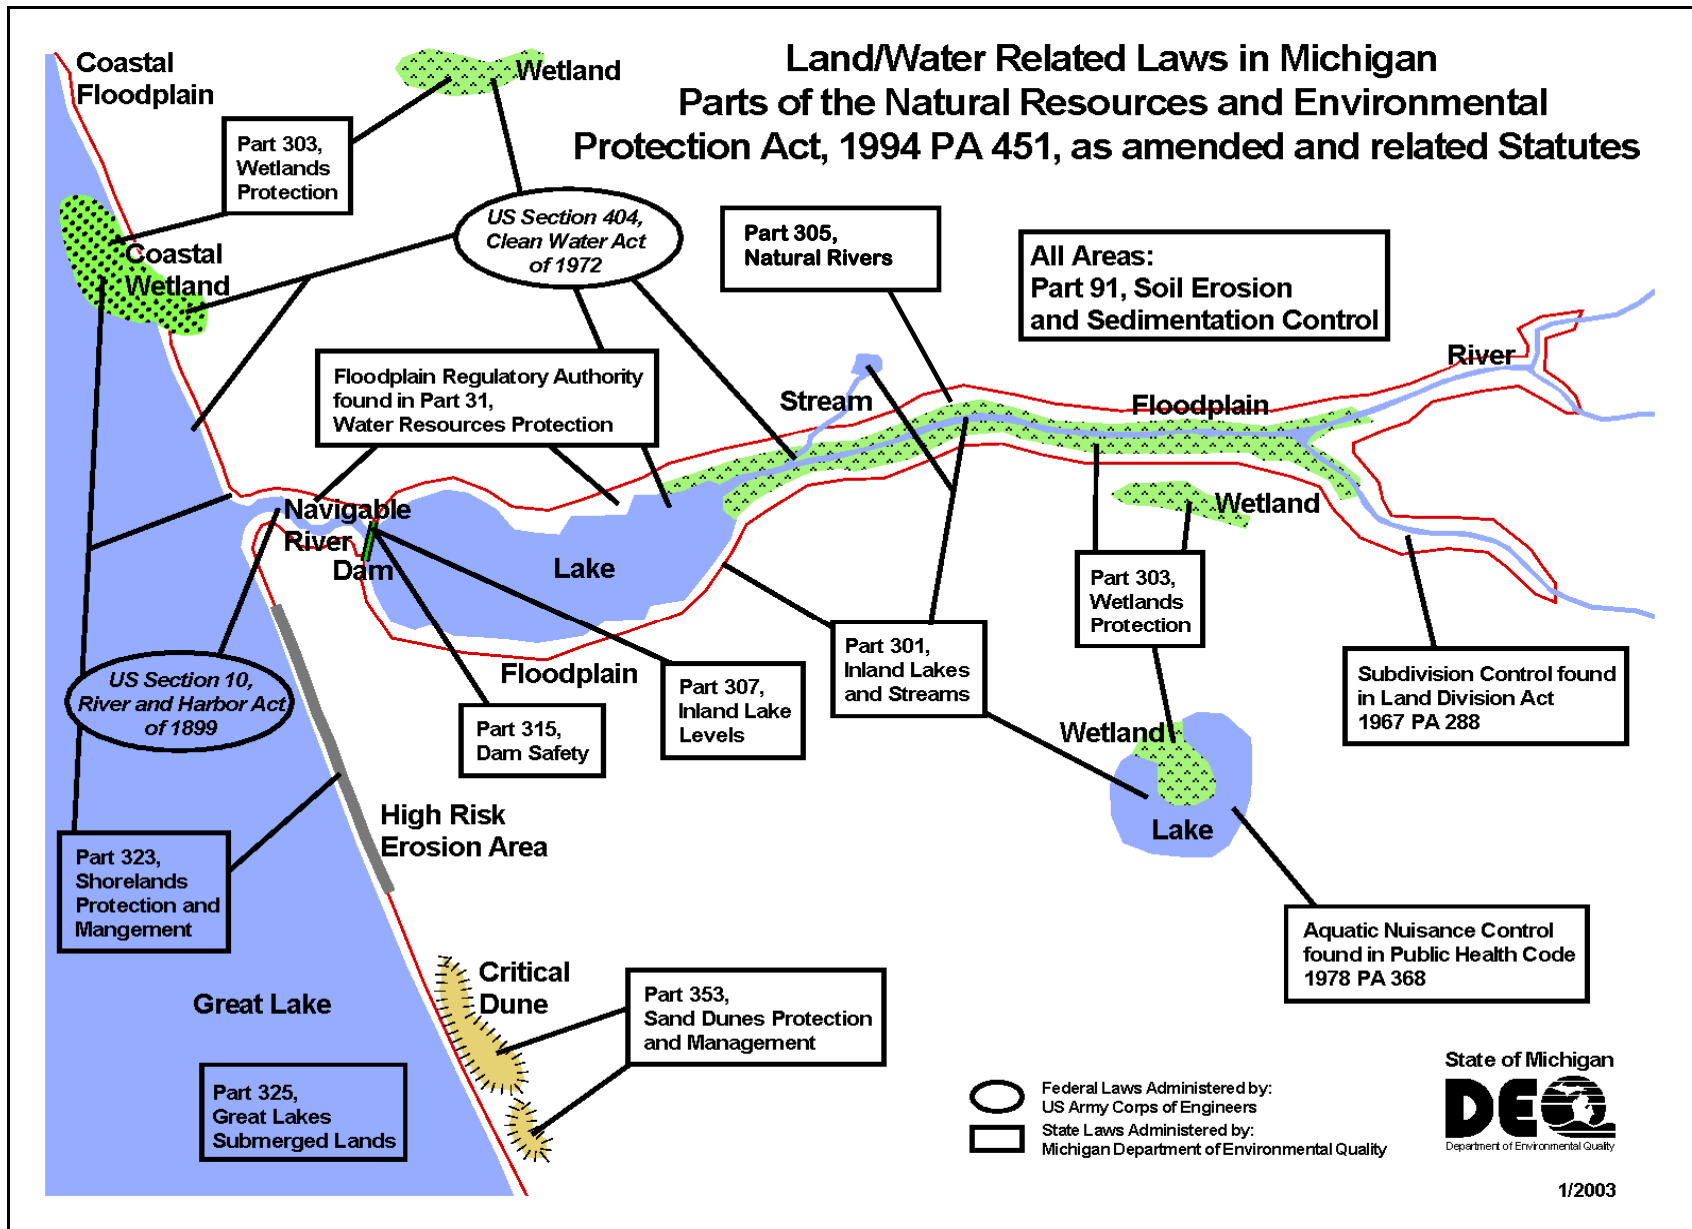 Land/Water Related Laws in Michigan
Parts of the Natural Resources and Environmental
Protection Act, 1994 PA 451, as amended and related Statutes
Coastal
Floodplain
Wetland
Part 303,
Wetlands
Protection
US Section 404,
Clean Water Act
of 1972
Part 305,
Natural Rivers
All Areas:
Part 91, Soil Erosion
and Sedimentation Control
Coastal
Wetland
Floodplain Regulatory Authority
found in Part 31,
Water Resources Protection
Stream
River
Floodplain
Navigable
River
Dam
Lake
Wetland
Part 303,
Wetlands
Protection
Floodplain
Part 301,
Inland Lakes
and Streams
Subdivision Control found
in Land Division Act
1967 PA 288
US Section 10,
River and Harbor Act
of 1899
Part 315,
Dam Safety
Part 307,
Inland Lake
Levels
Wetland
Lake
High Risk
Erosion Area
Part 323,
Shorelands
Protection and
Mangement
Aquatic Nuisance Control
found in Public Health Code
1978 PA 368
Great Lake
Critical
Dune
Part 353,
Sand Dunes Protection
and Management
Part 325,
Great Lakes
Submerged Lands
Federal Laws Administered by:
US Army Corps of Engineers
State Laws Administered by:
Michigan Department of Environmental Quality
State of Michigan
DEQ
Department of Environmental Quality
1/2003